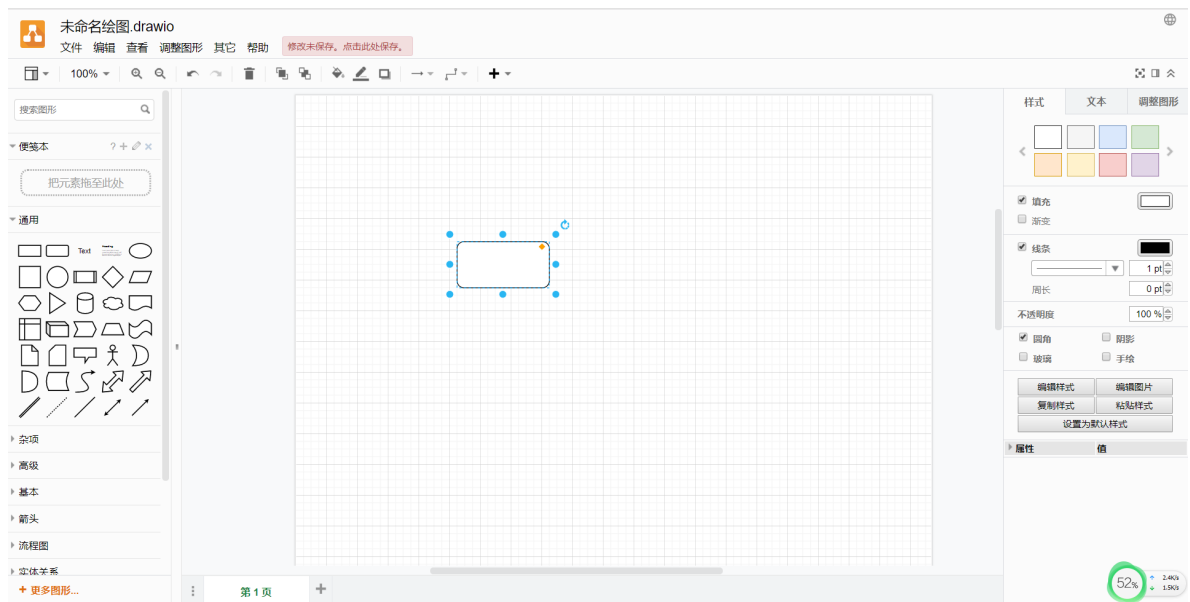 未命名绘图.drawio
文件 编辑 查看 调整图形 其它 帮助 修改未保存。点击此处保存。
100%
搜索图形
便笺本
把元素拖至此处
通用
Text
杂项
高级
基本
箭头
流程图
实体关系
+ 更多图形...
第 1 页
样式 文本 调整图形
填充
渐变
线条
1 pt
周长 0 pt
不透明度 100 %
圆角 阴影
玻璃 手绘
编辑样式 编辑图片
复制样式 粘贴样式
设置为默认样式
属性 值
52%
2.4K/s
1.5K/s